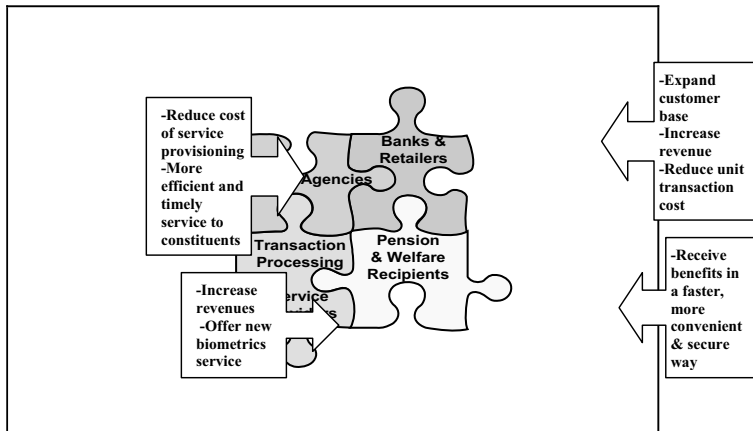 -Reduce cost
of service
provisioning
-More
efficient and
timely
service to
constituents
Agencies
Banks &
Retailers
-Expand
customer
base
-Increase
revenue
-Reduce unit
transaction
cost
Transaction
Processing
Pension
& Welfare
Recipients
-Increase
revenues
-Offer new
biometrics
service
-Receive
benefits in
a faster,
more
convenient
& secure
way